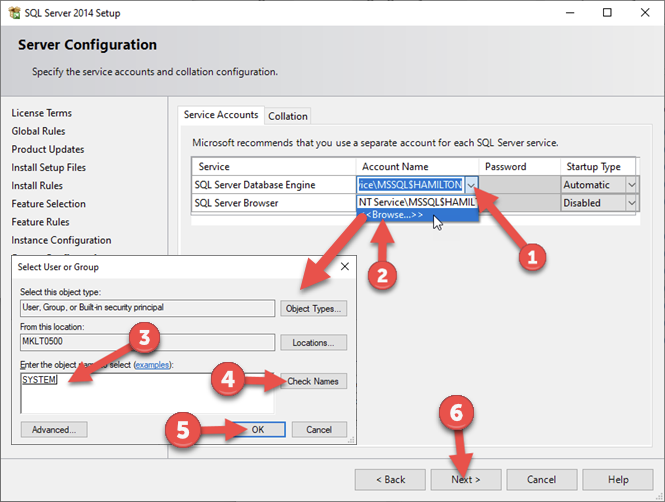 SQL Server 2014 Setup
Server Configuration
Specify the service accounts and collation configuration.
License Terms
Global Rules
Product Updates
Install Setup Files
Install Rules
Feature Selection
Feature Rules
Instance Configuration
Service Accounts Collation
Microsoft recommends that you use a separate account for each SQL Server service.
Service Account Name Password Startup Type
SQL Server Database Engine vice\MSSQL$HAMILTON Automatic
SQL Server Browser NT Service\MSSQL$HAMIL Disabled
<<Browse...>>
1
2
Select User or Group
Select this object type:
User, Group, or Built-in security principal Object Types...
From this location:
MKLT0500 Locations...
3
Enter the object to select (examples):
SYSTEM 4 Check Names
Advanced... 5 OK Cancel
6
< Back Next > Cancel Help